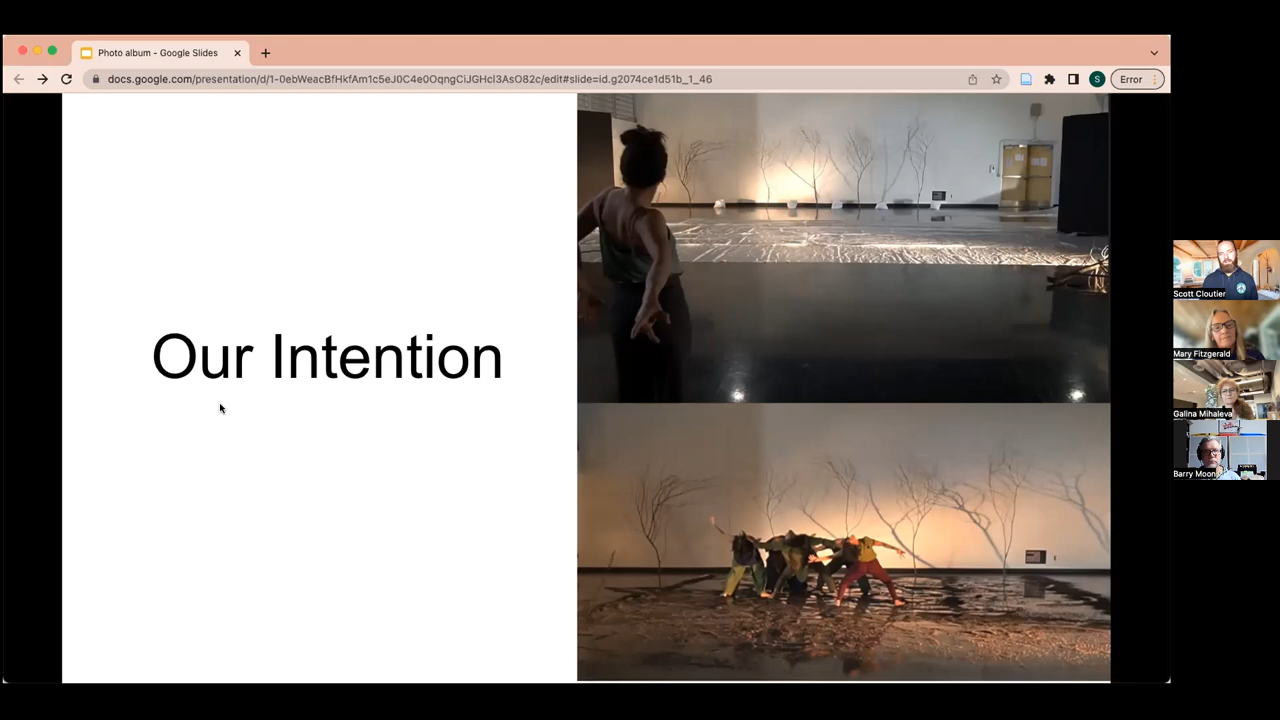 Photo album - Google Slides
docs.google.com/presentation/d/1-0ebWeacBfHkfAm1c5eJ0C4e0OqngCiJGHcI3AsO82c/edit#slide=id.g2074ce1d51b_1_46
S
Error
Our Intention
Scott Cloutier
Mary Fitzgerald
Galina Mihaleva
Barry Moon